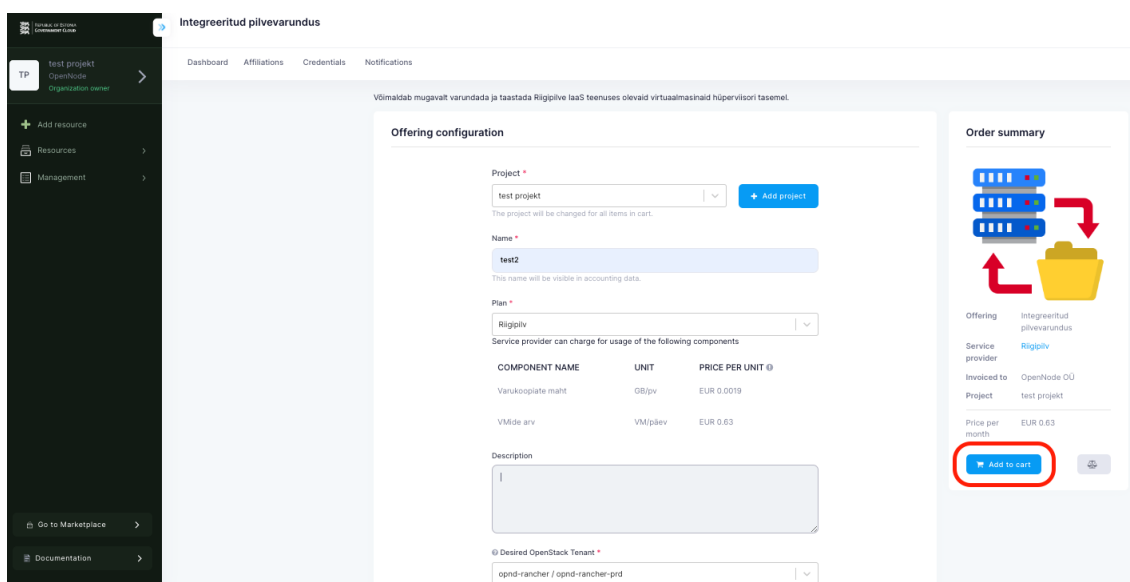 REPUBLIC OF ESTONIA
GOVERNMENT CLOUD
Integreeritud pilvevarundus
TP
test projekt
OpenNode
Organization owner
Dashboard Affiliations Credentials Notifications
Add resource
Resources
Management
Võimaldab mugavalt varundada ja taastada Riigipilve IaaS teenuses olevaid virtuaalmasinaid hüperviisori tasemel.
Offering configuration
Project *
test projekt
+ Add project
The project will be changed for all items in cart.
Name *
test2
This name will be visible in accounting data.
Plan *
Riigipilv
Service provider can charge for usage of the following components
COMPONENT NAME UNIT PRICE PER UNIT
Varukoopiate maht GB/pv EUR 0.0019
VMide arv VM/päev EUR 0.63
Description
Desired OpenStack Tenant *
opnd-rancher / opnd-rancher-prd
Order summary
Offering Integreeritud
pilvevarundus
Service Riigipilv
provider
Invoiced to OpenNode OÜ
Project test projekt
Price per EUR 0.63
month
Add to cart
Go to Marketplace
Documentation